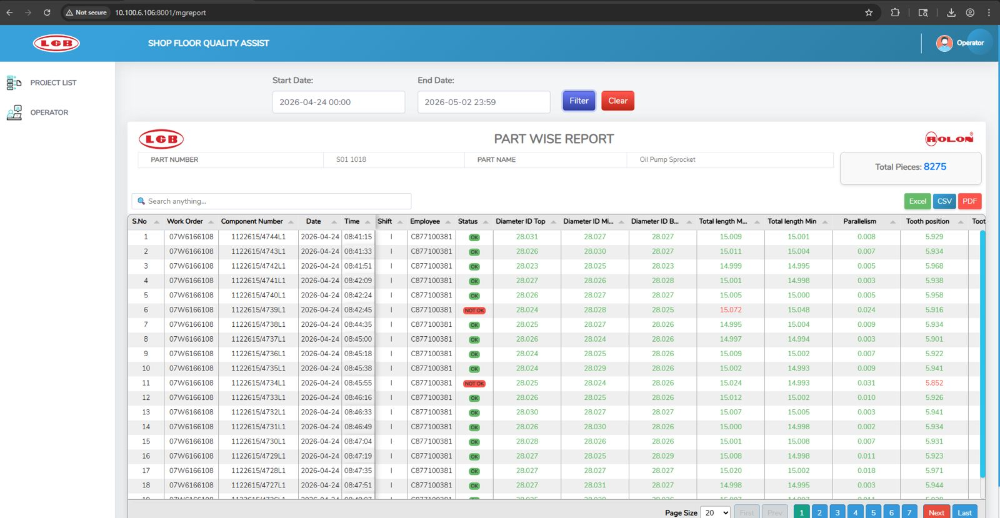 Not secure 10.100.6.106:8001/mgreport
LGB SHOP FLOOR QUALITY ASSIST Operator
PROJECT LIST
OPERATOR
Start Date: End Date:
2026-04-24 00:00 2026-05-02 23:59 Filter Clear
LGB PART WISE REPORT ROLON®
PART NUMBER S01 1018 PART NAME Oil Pump Sprocket
Total Pieces: 8275
Search anything... Excel CSV PDF
S.No Work Order Component Number Date Time Shift Employee Status Diameter ID Top Diameter ID Mi... Diameter ID B... Total length M... Total length Min Parallelism Tooth position Toot
1 07W6166108 1122615/4744L1 2026-04-24 08:41:15 I C877100381 OK 28.031 28.027 28.027 15.009 15.001 0.008 5.929
2 07W6166108 1122615/4743L1 2026-04-24 08:41:33 I C877100381 OK 28.026 28.030 28.027 15.011 15.004 0.007 5.934
3 07W6166108 1122615/4742L1 2026-04-24 08:41:51 I C877100381 OK 28.023 28.025 28.023 14.999 14.995 0.005 5.968
4 07W6166108 1122615/4741L1 2026-04-24 08:42:09 I C877100381 OK 28.027 28.026 28.028 15.001 14.998 0.003 5.938
5 07W6166108 1122615/4740L1 2026-04-24 08:42:24 I C877100381 OK 28.026 28.027 28.027 15.005 15.000 0.005 5.958
6 07W6166108 1122615/4739L1 2026-04-24 08:42:45 I C877100381 NOT OK 28.024 28.028 28.025 15.072 15.048 0.024 5.916
7 07W6166108 1122615/4738L1 2026-04-24 08:44:35 I C877100381 OK 28.025 28.027 28.026 14.995 15.004 0.009 5.934
8 07W6166108 1122615/4737L1 2026-04-24 08:45:00 I C877100381 OK 28.026 28.024 28.026 14.997 14.994 0.003 5.901
9 07W6166108 1122615/4736L1 2026-04-24 08:45:18 I C877100381 OK 28.024 28.025 28.026 15.009 15.002 0.007 5.922
10 07W6166108 1122615/4735L1 2026-04-24 08:45:38 I C877100381 OK 28.024 28.029 28.026 15.002 14.993 0.009 5.941
11 07W6166108 1122615/4734L1 2026-04-24 08:45:55 I C877100381 NOT OK 28.025 28.024 28.026 15.024 14.993 0.031 5.852
12 07W6166108 1122615/4733L1 2026-04-24 08:46:16 I C877100381 OK 28.026 28.025 28.026 15.012 15.002 0.010 5.926
13 07W6166108 1122615/4732L1 2026-04-24 08:46:33 I C877100381 OK 28.030 28.027 28.028 15.007 15.005 0.003 5.941
14 07W6166108 1122615/4731L1 2026-04-24 08:46:49 I C877100381 OK 28.026 28.030 28.026 15.000 14.998 0.002 5.934
15 07W6166108 1122615/4730L1 2026-04-24 08:47:04 I C877100381 OK 28.028 28.026 28.026 15.001 15.008 0.007 5.931
16 07W6166108 1122615/4729L1 2026-04-24 08:47:19 I C877100381 OK 28.027 28.025 28.029 15.008 14.998 0.011 5.923
17 07W6166108 1122615/4728L1 2026-04-24 08:47:35 I C877100381 OK 28.027 28.027 28.027 15.020 15.002 0.018 5.971
18 07W6166108 1122615/4727L1 2026-04-24 08:47:51 I C877100381 OK 28.027 28.031 28.027 14.998 14.995 0.003 5.944
Page Size 20 First Prev 1 2 3 4 5 6 7 Next Last